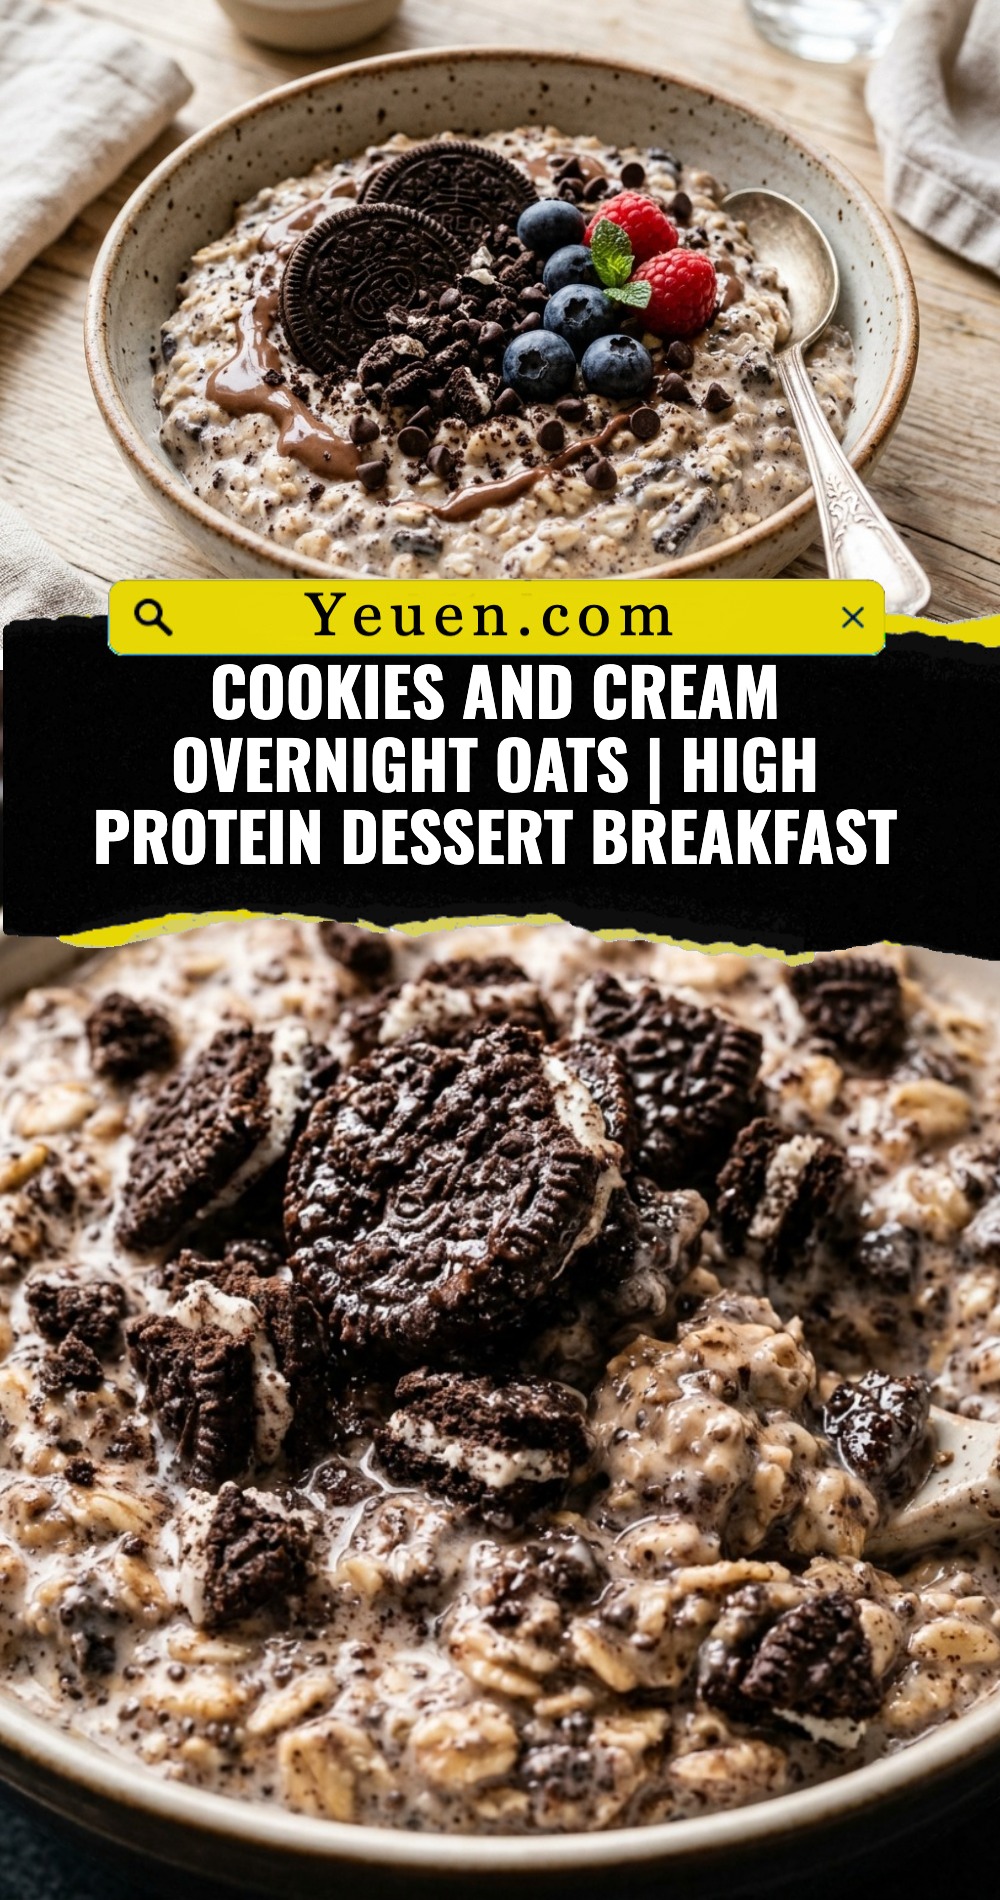 Yeuen.com
COOKIES AND CREAM
OVERNIGHT OATS | HIGH
PROTEIN DESSERT BREAKFAST